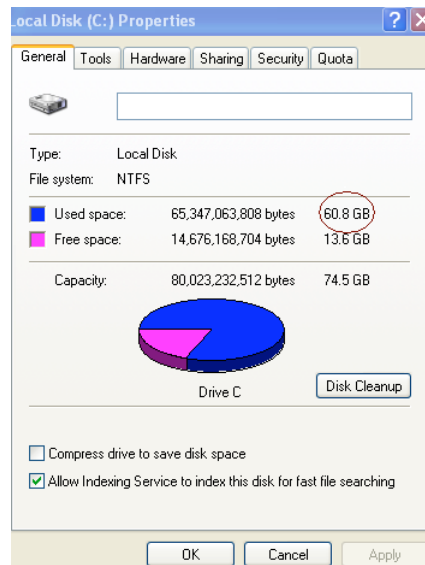 ocal Disk (C:) Properties
General Tools Hardware Sharing Security Quota
Type: Local Disk
File system: NTFS
Used space: 65,347,063,808 bytes 60.8 GB
Free space: 14,676,168,704 bytes 13.6 GB
Capacity: 80,023,232,512 bytes 74.5 GB
Drive C Disk Cleanup
Compress drive to save disk space
Allow Indexing Service to index this disk for fast file searching
OK Cancel Apply